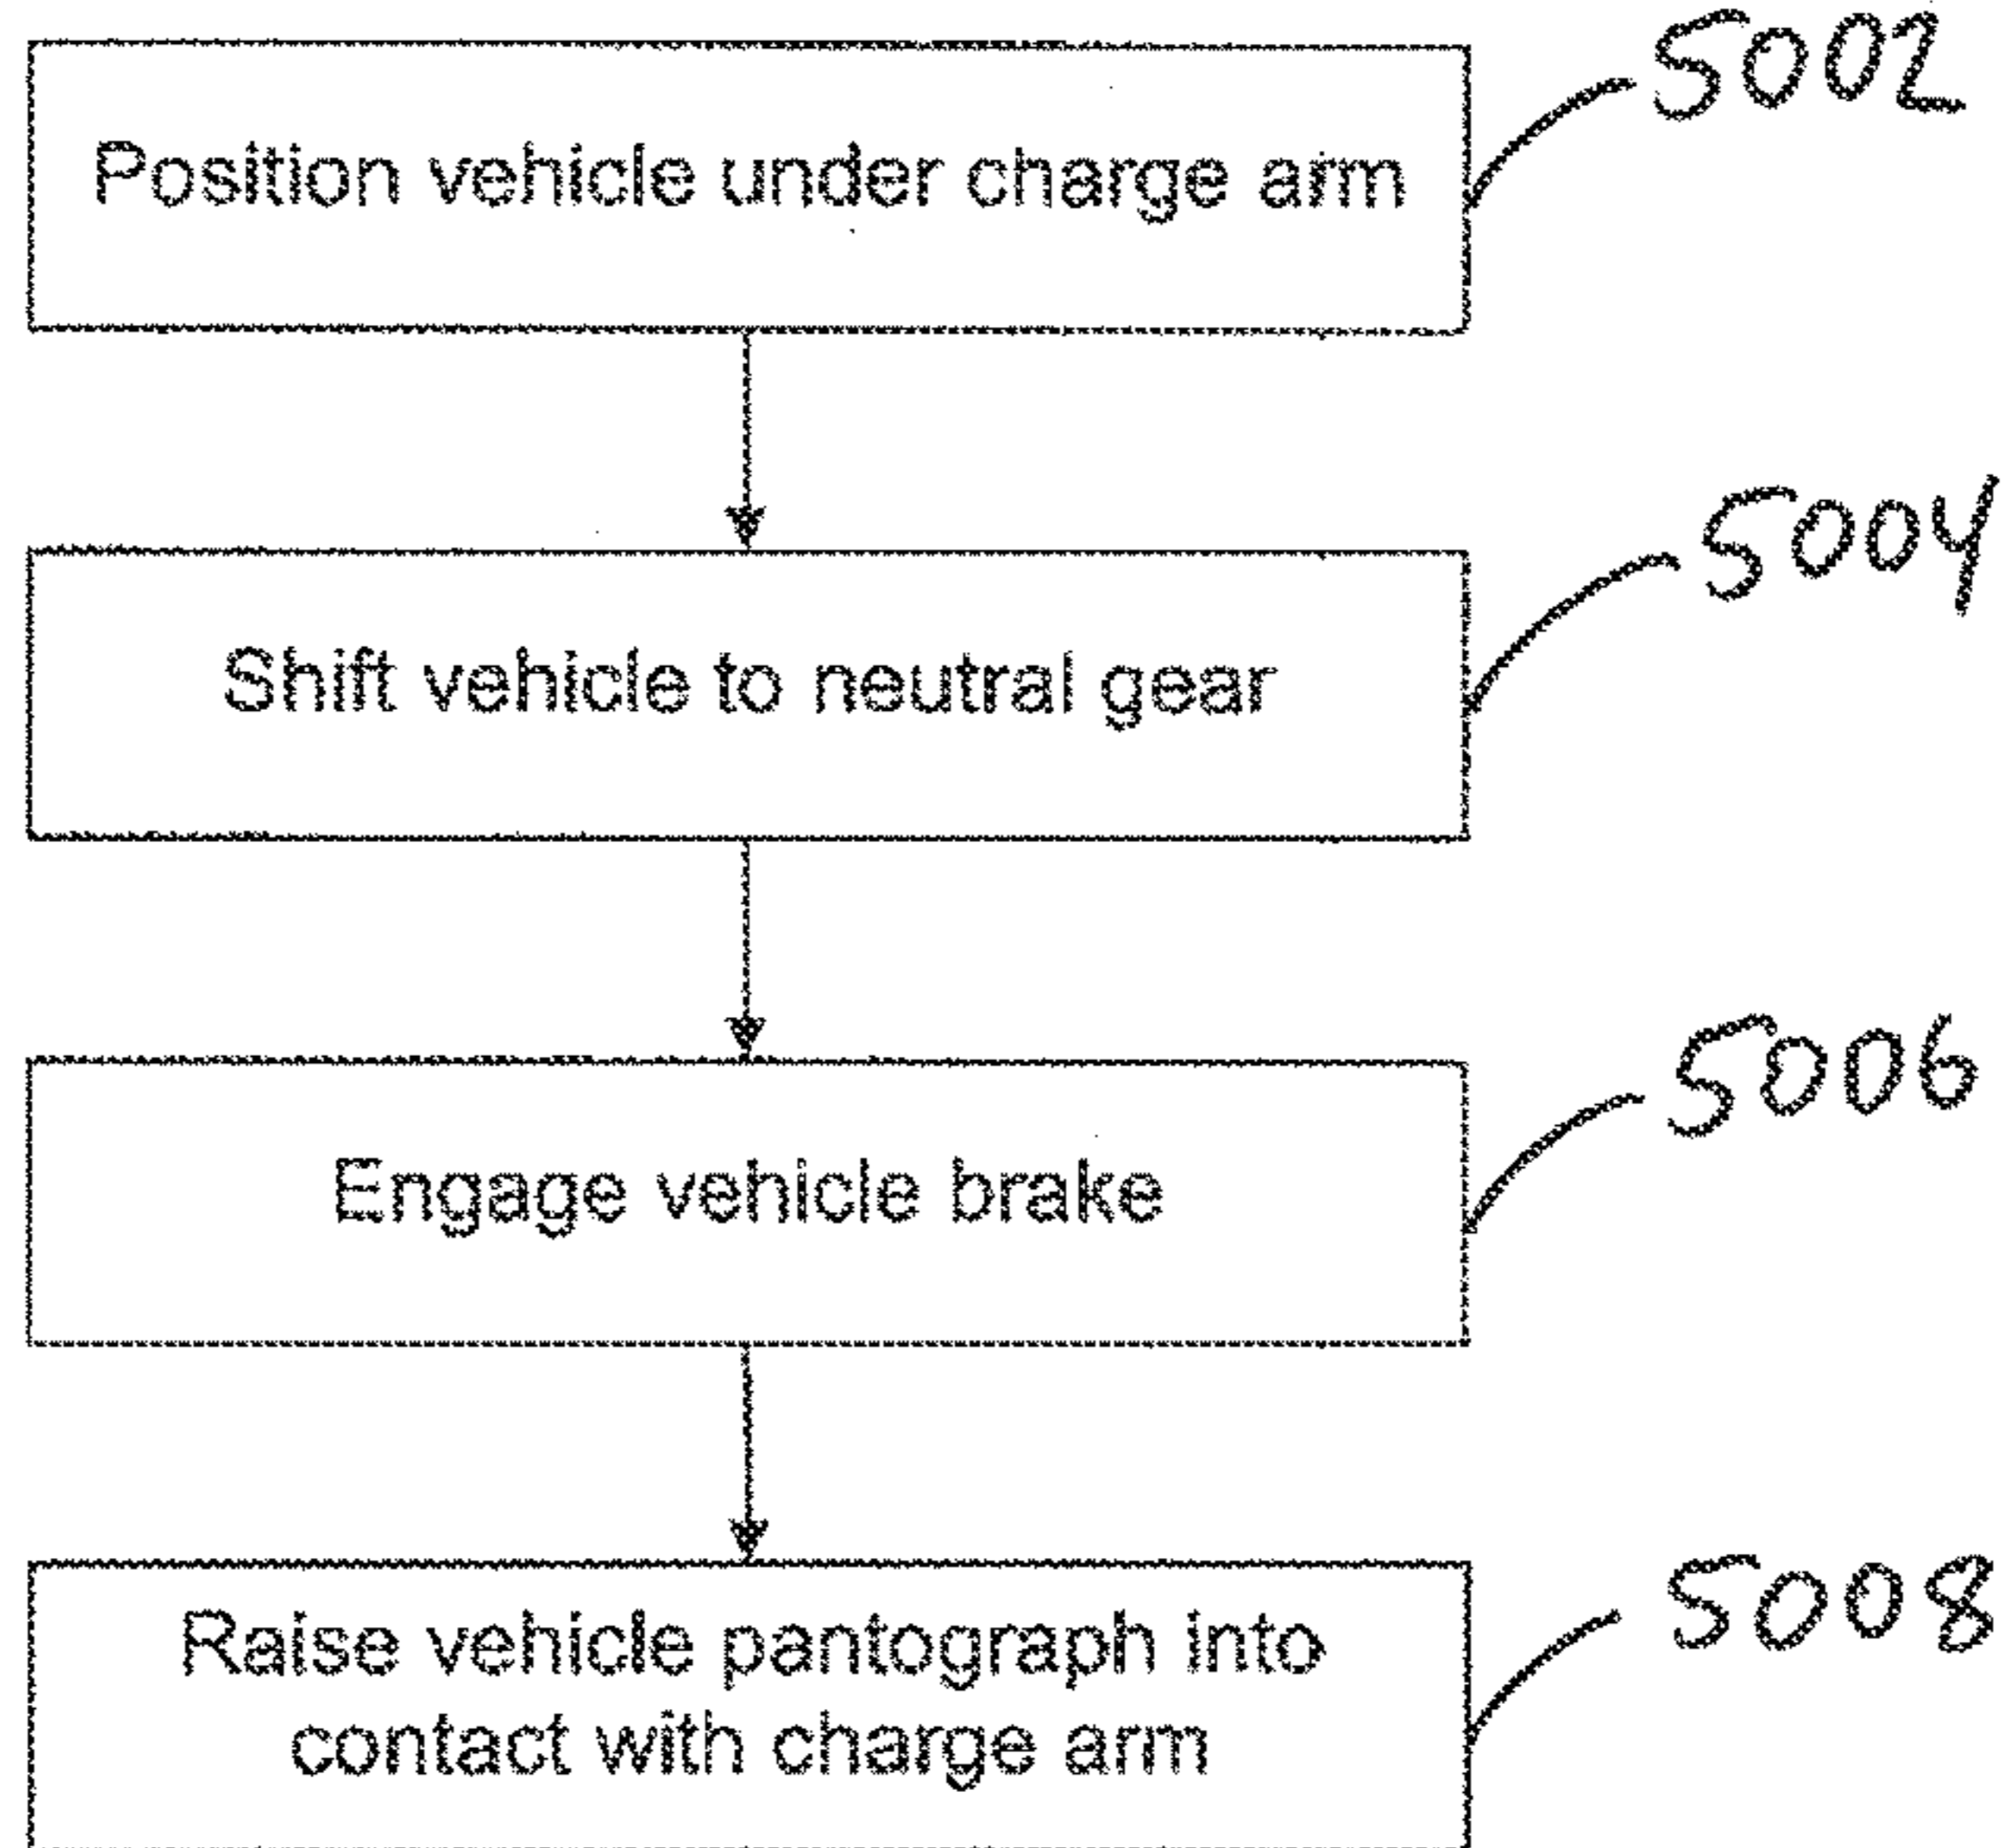 Position vehicle under charge arm
5002
Shift vehicle to neutral gear
5004
Engage vehicle brake
5006
Raise vehicle pantograph into
contact with charge arm
5008